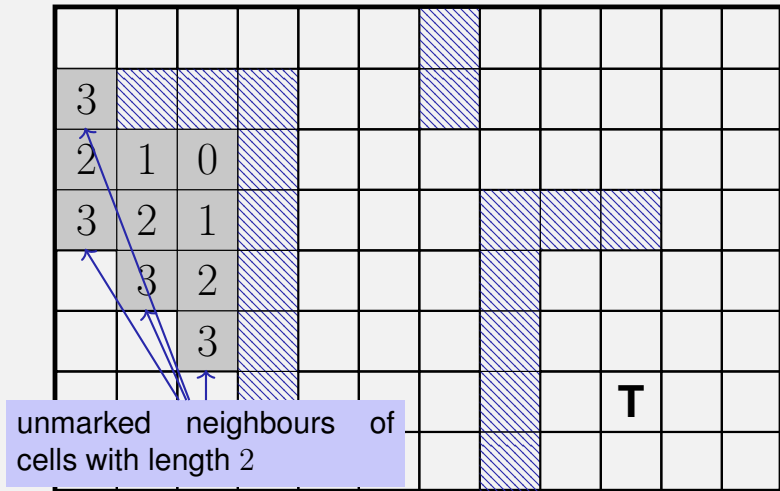 3
2 1 0
3 2 1
3 2
3
T
unmarked neighbours of
cells with length 2